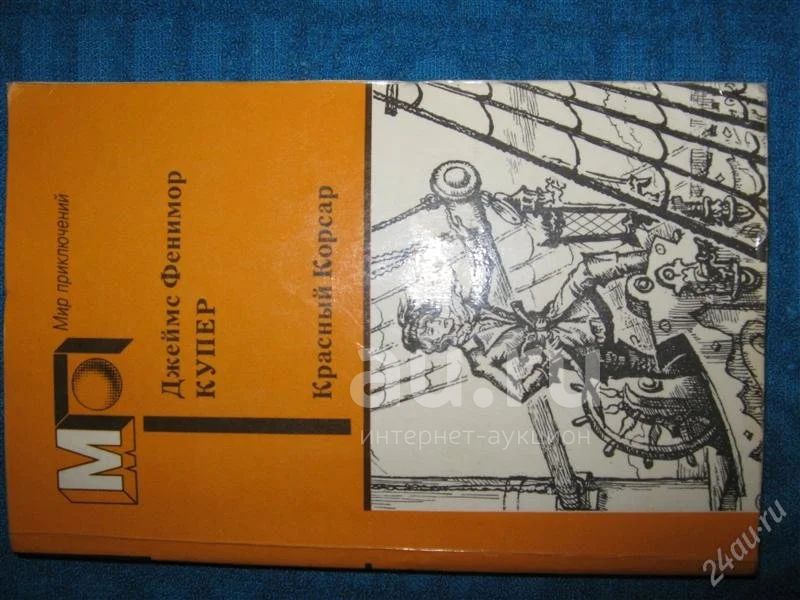 МП
Мир приключений
Джеймс Фенимор
КУПЕР
Красный Корсар
au.ru
интернет-аукцион
24au.ru